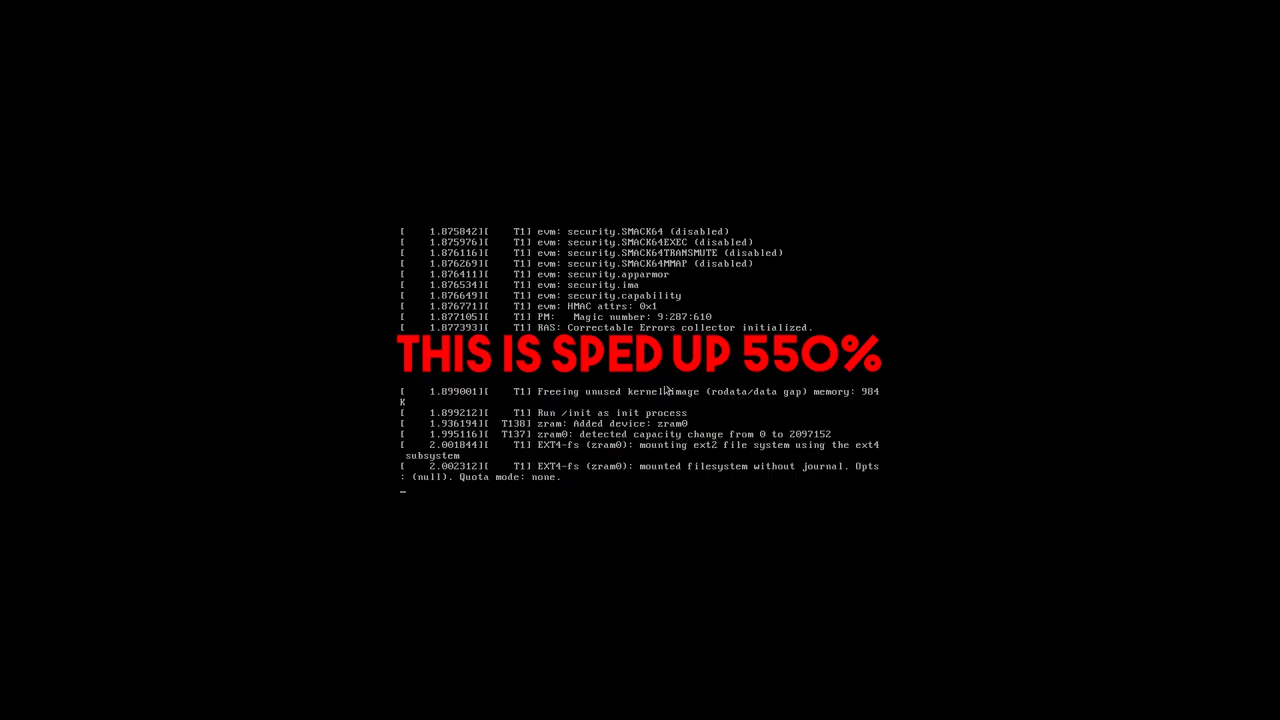 [    1.875842][    T1] evm: security.SMACK64 (disabled)
[    1.875976][    T1] evm: security.SMACK64EXEC (disabled)
[    1.876116][    T1] evm: security.SMACK64TRANSMUTE (disabled)
[    1.876269][    T1] evm: security.SMACK64MMAP (disabled)
[    1.876411][    T1] evm: security.apparmor
[    1.876534][    T1] evm: security.ima
[    1.876649][    T1] evm: security.capability
[    1.876771][    T1] evm: HMAC attrs: 0x1
[    1.877105][    T1] PM:   Magic number: 9:287:610
[    1.877393][    T1] RAS: Correctable Errors collector initialized.
THIS IS SPED UP 550%
[    1.899001][    T1] Freeing unused kernel image (rodata/data gap) memory: 984
K
[    1.899212][    T1] Run /init as init process
[    1.936194][  T138] zram: Added device: zram0
[    1.995116][  T137] zram0: detected capacity change from 0 to 2097152
[    2.001844][    T1] EXT4-fs (zram0): mounting ext2 file system using the ext4
 subsystem
[    2.002312][    T1] EXT4-fs (zram0): mounted filesystem without journal. Opts
: (null). Quota mode: none.
_